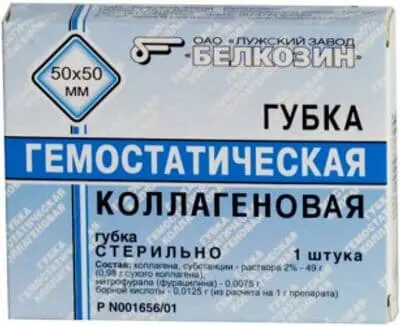 ОАО "ЛУЖСКИЙ ЗАВОД
"БЕЛКОЗИН"
50х50
мм
ГУБКА
ГЕМОСТАТИЧЕСКАЯ
КОЛЛАГЕНОВАЯ
губка
СТЕРИЛЬНО 1 штука
Состав: коллагена, субстанции - раствора 2% - 49 г
(0,98 г сухого коллагена),
нитрофурала (фурацилина) - 0,0075 г,
борной кислоты - 0,0125 г (из расчета на 1 г препарата)
Р N001656/01